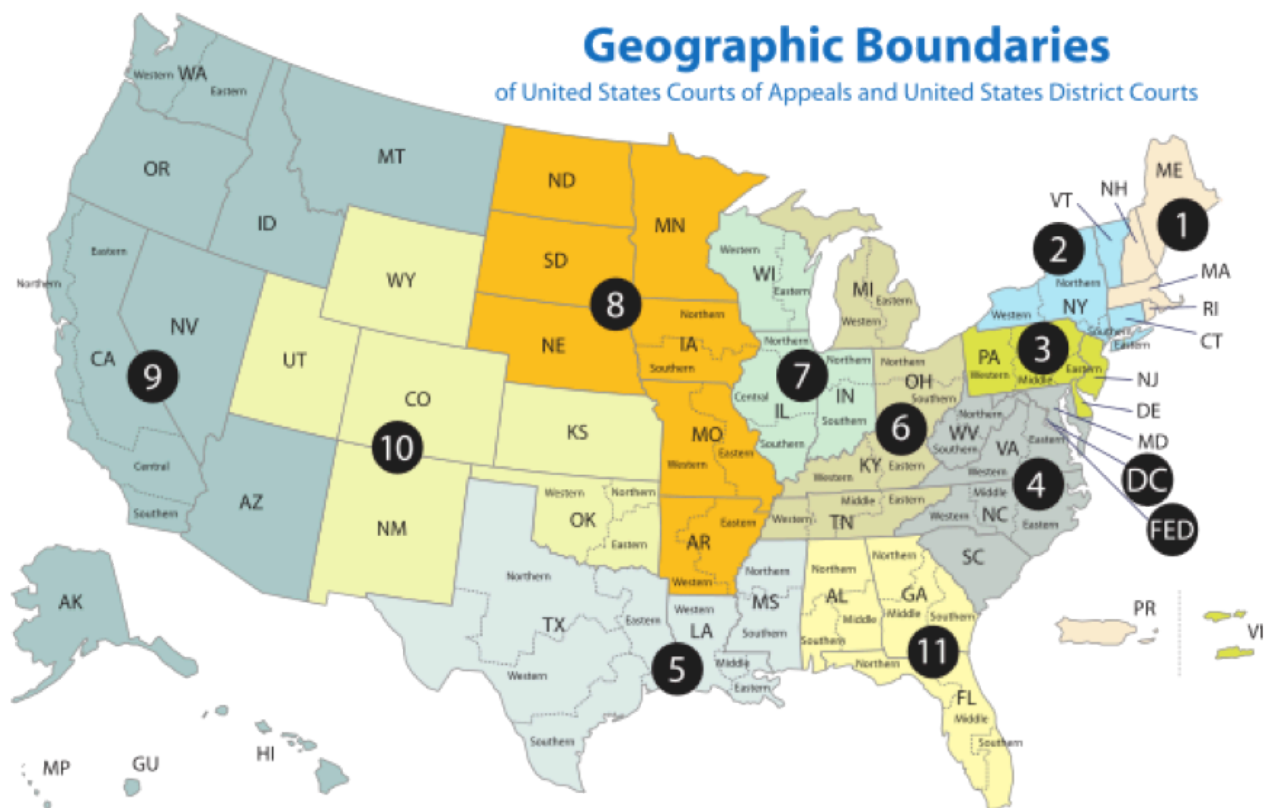 Geographic Boundaries
of United States Courts of Appeals and United States District Courts
Western WA
Eastern
MT
OR
ID
ND
MN
SD
WY
NE
8
Northern
IA
Southern
Western
WI
Eastern
MI
Eastern
Western
VT
NH
ME
1
2
Northern
MA
NY
Western
RI
Southern
CT
Eastern
3
PA
Western
Middle
Eastern
NJ
DE
MD
DC
FED
Eastern
Northern
NV
CA
9
Central
Southern
UT
CO
10
KS
AZ
NM
Western
Northern
OK
Eastern
MO
Western
Eastern
AR
Eastern
Western
Northern
7
Northern
Central
IL
IN
Southern
Southern
Northern
OH
Southern
6
KY
Western
Eastern
Middle
Eastern
Western
TN
Northern
WV
Southern
VA
Eastern
Western
4
Middle
Western
NC
Eastern
SC
Northern
TX
Eastern
Western
Southern
5
Western
LA
Middle
Eastern
Northern
MS
Southern
Northern
AL
Middle
Southern
Northern
GA
Middle
Southern
11
Northern
FL
Middle
Southern
AK
HI
MP
GU
PR
VI